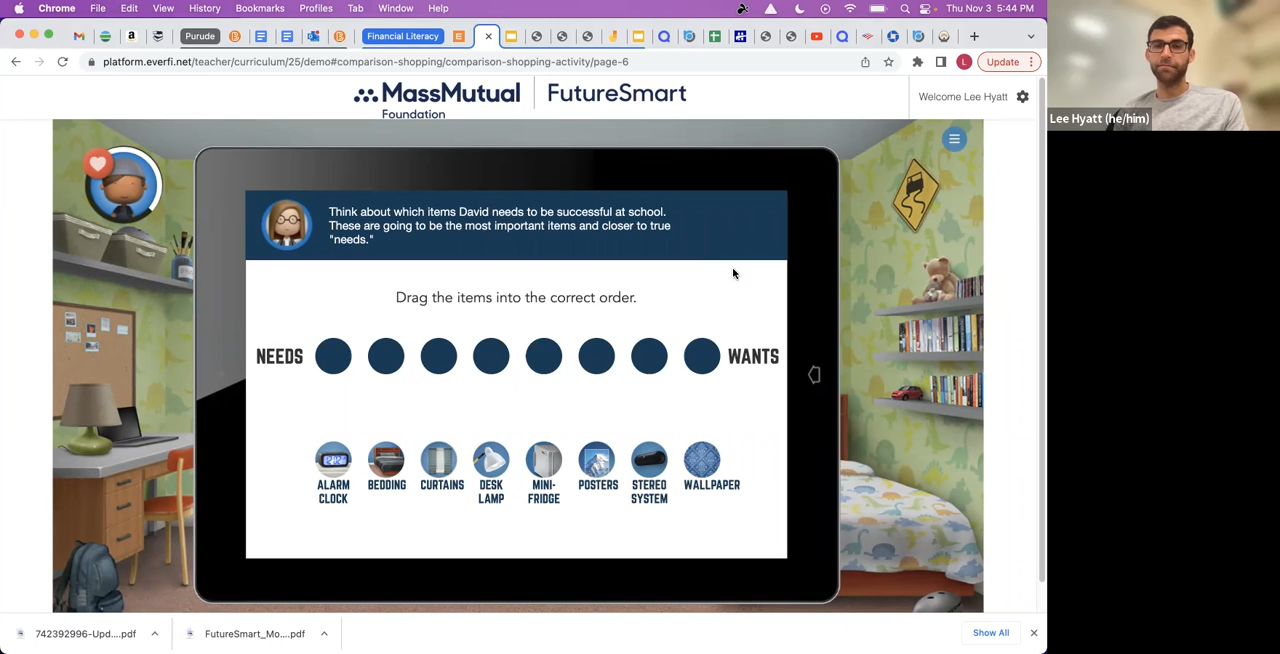 Chrome File Edit View History Bookmarks Profiles Tab Window Help Thu Nov 3 5:44 PM
Purude Financial Literacy
platform.everfi.net/teacher/curriculum/25/demo#comparison-shopping/comparison-shopping-activity/page-6 L Update
MassMutual FutureSmart
Foundation
Welcome Lee Hyatt
Lee Hyatt (he/him)
Think about which items David needs to be successful at school.
These are going to be the most important items and closer to true
"needs."
Drag the items into the correct order.
NEEDS WANTS
ALARM
CLOCK
BEDDING
CURTAINS
DESK
LAMP
MINI-
FRIDGE
POSTERS
STEREO
SYSTEM
WALLPAPER
742392996-Upd....pdf FutureSmart_Mo....pdf Show All